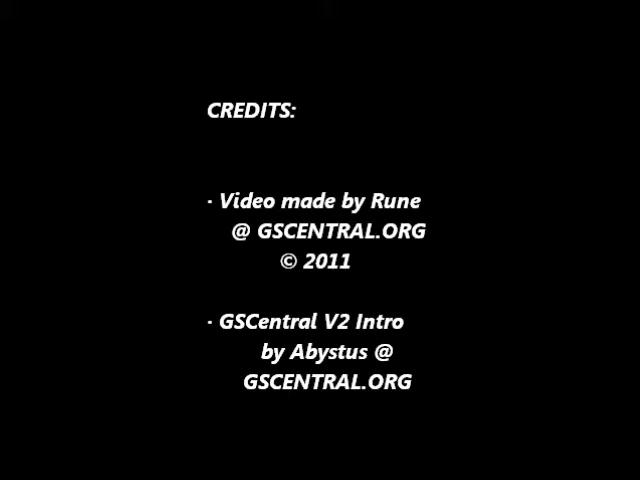 CREDITS:
· Video made by Rune
@ GSCENTRAL.ORG
© 2011
· GSCentral V2 Intro
by Abystus @
GSCENTRAL.ORG